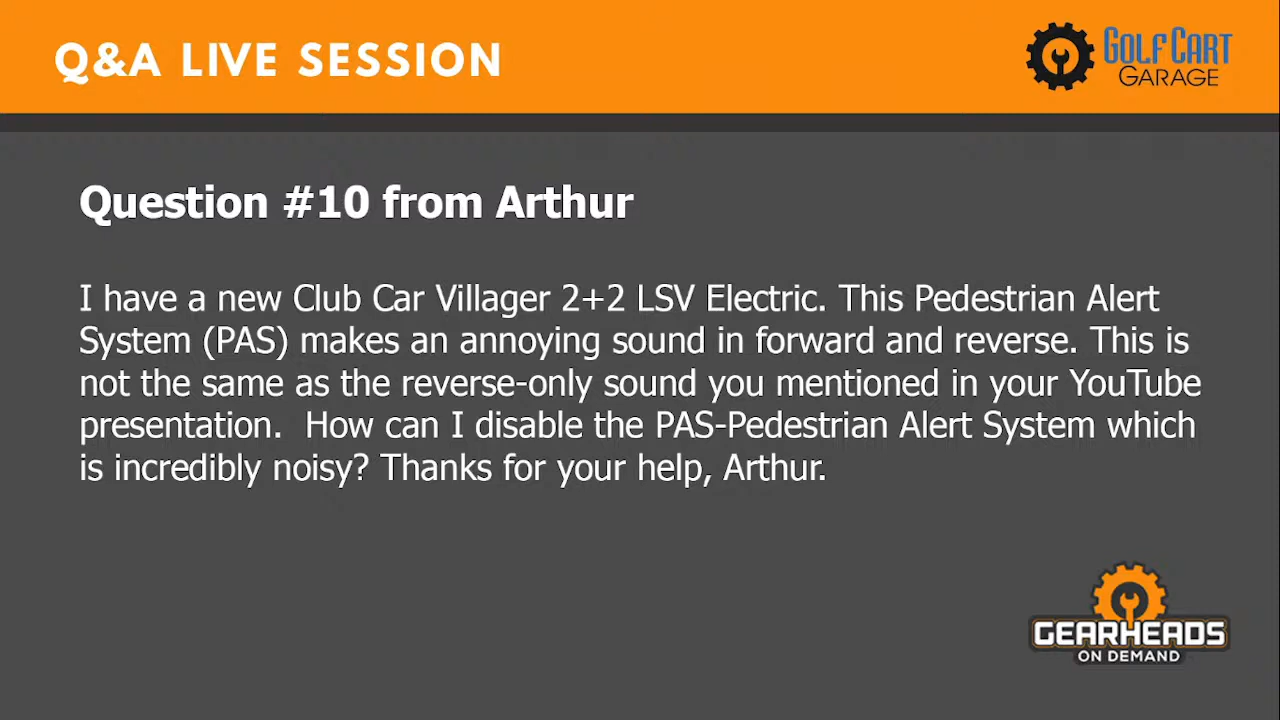 Q&A LIVE SESSION
GOLF CART
GARAGE
Question #10 from Arthur
I have a new Club Car Villager 2+2 LSV Electric. This Pedestrian Alert
System (PAS) makes an annoying sound in forward and reverse. This is
not the same as the reverse-only sound you mentioned in your YouTube
presentation.  How can I disable the PAS-Pedestrian Alert System which
is incredibly noisy? Thanks for your help, Arthur.
GEARHEADS
ON DEMAND